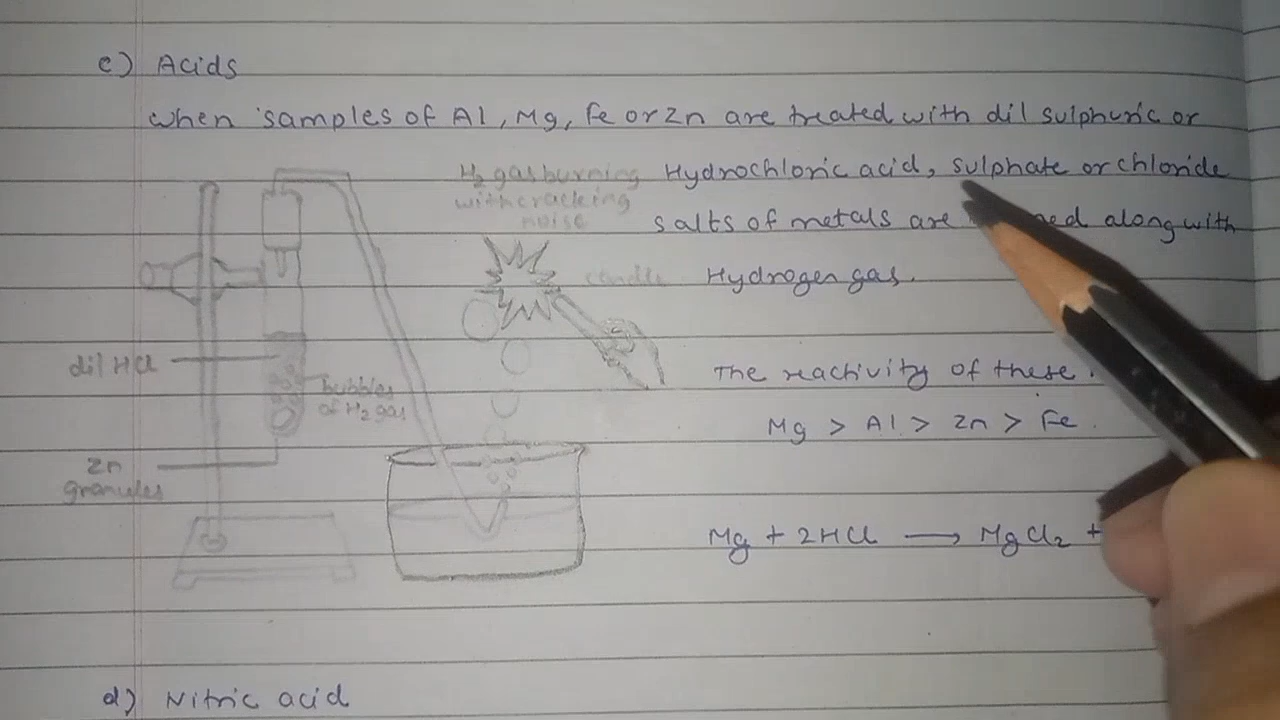 c) Acids
When samples of Al, Mg, Fe or Zn are treated with dil sulphuric or
H2 gas burning
with cracking
noise
Hydrochloric acid, sulphate or chloride
salts of metals are along with
candle
Hydrogen gas.
dil HCl
bubbles
of H2 gas
The reactivity of these
Mg > Al > Zn > Fe.
Zn
granules
Mg + 2HCl ⟶ MgCl2 +
d) Nitric acid